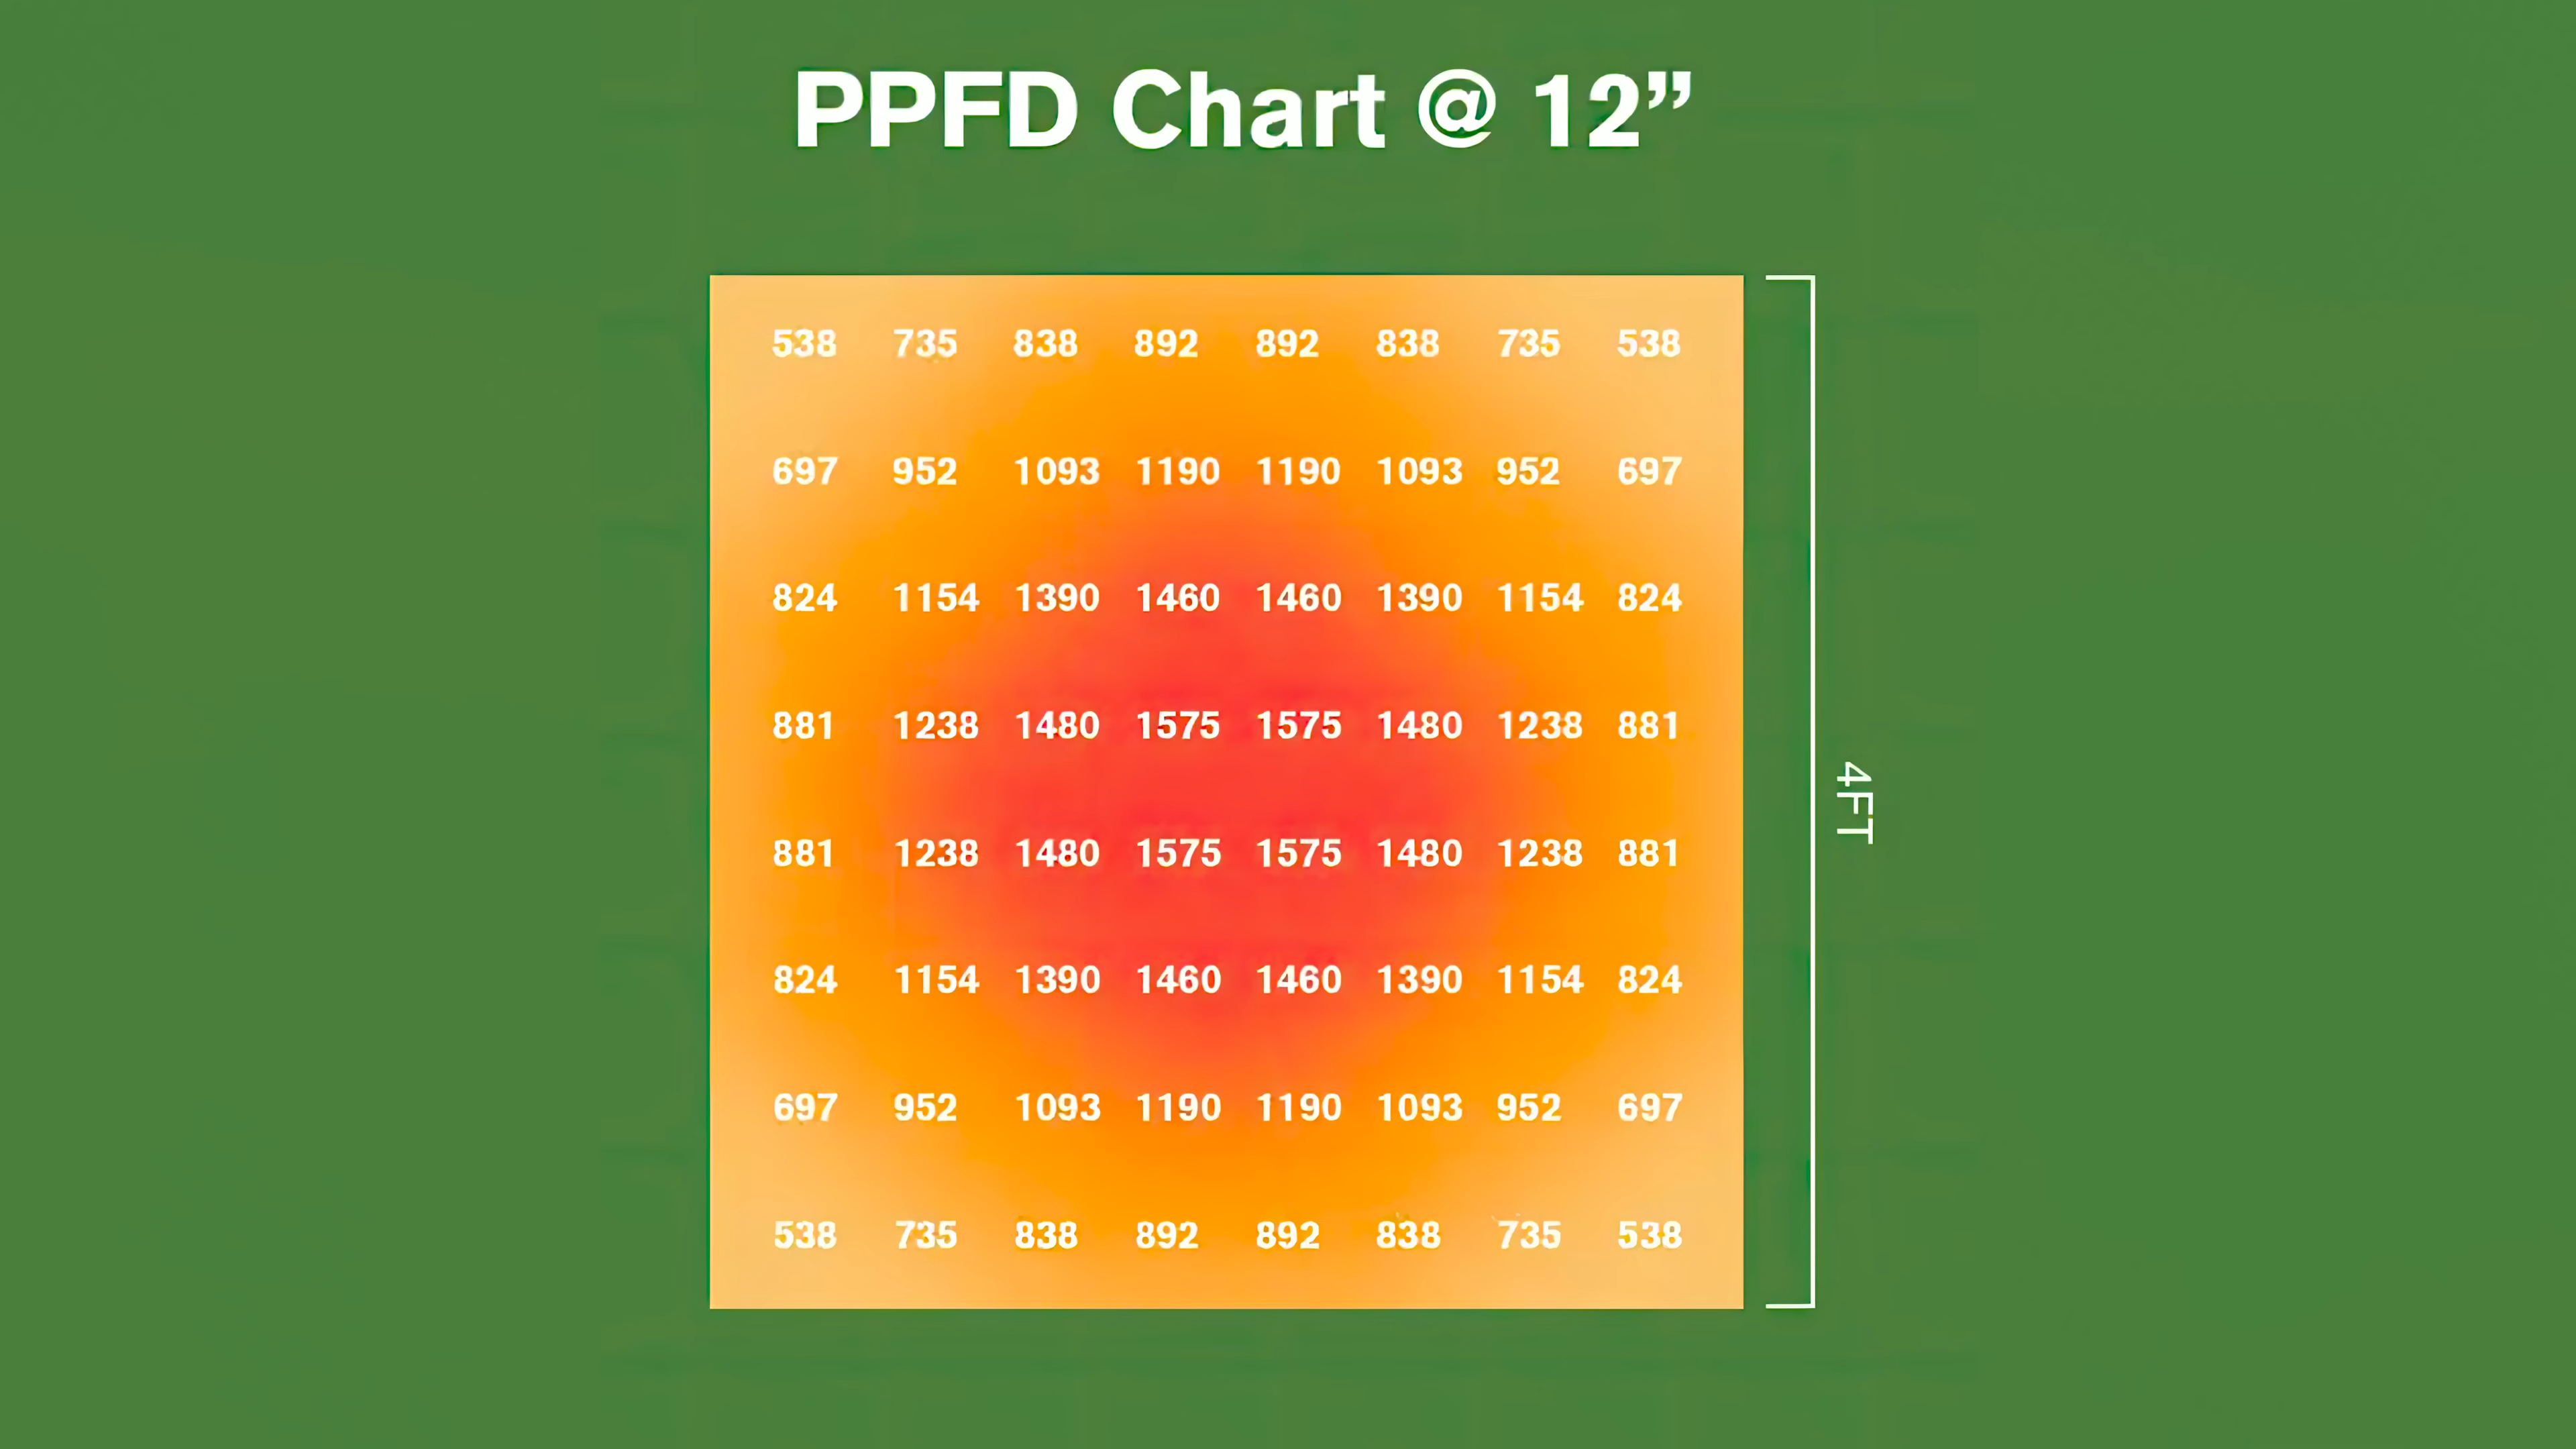 PPFD Chart @ 12”
538 735 838 892 892 838 735 538
697 952 1093 1190 1190 1093 952 697
824 1154 1390 1460 1460 1390 1154 824
881 1238 1480 1575 1575 1480 1238 881
881 1238 1480 1575 1575 1480 1238 881
824 1154 1390 1460 1460 1390 1154 824
697 952 1093 1190 1190 1093 952 697
538 735 838 892 892 838 735 538
4FT